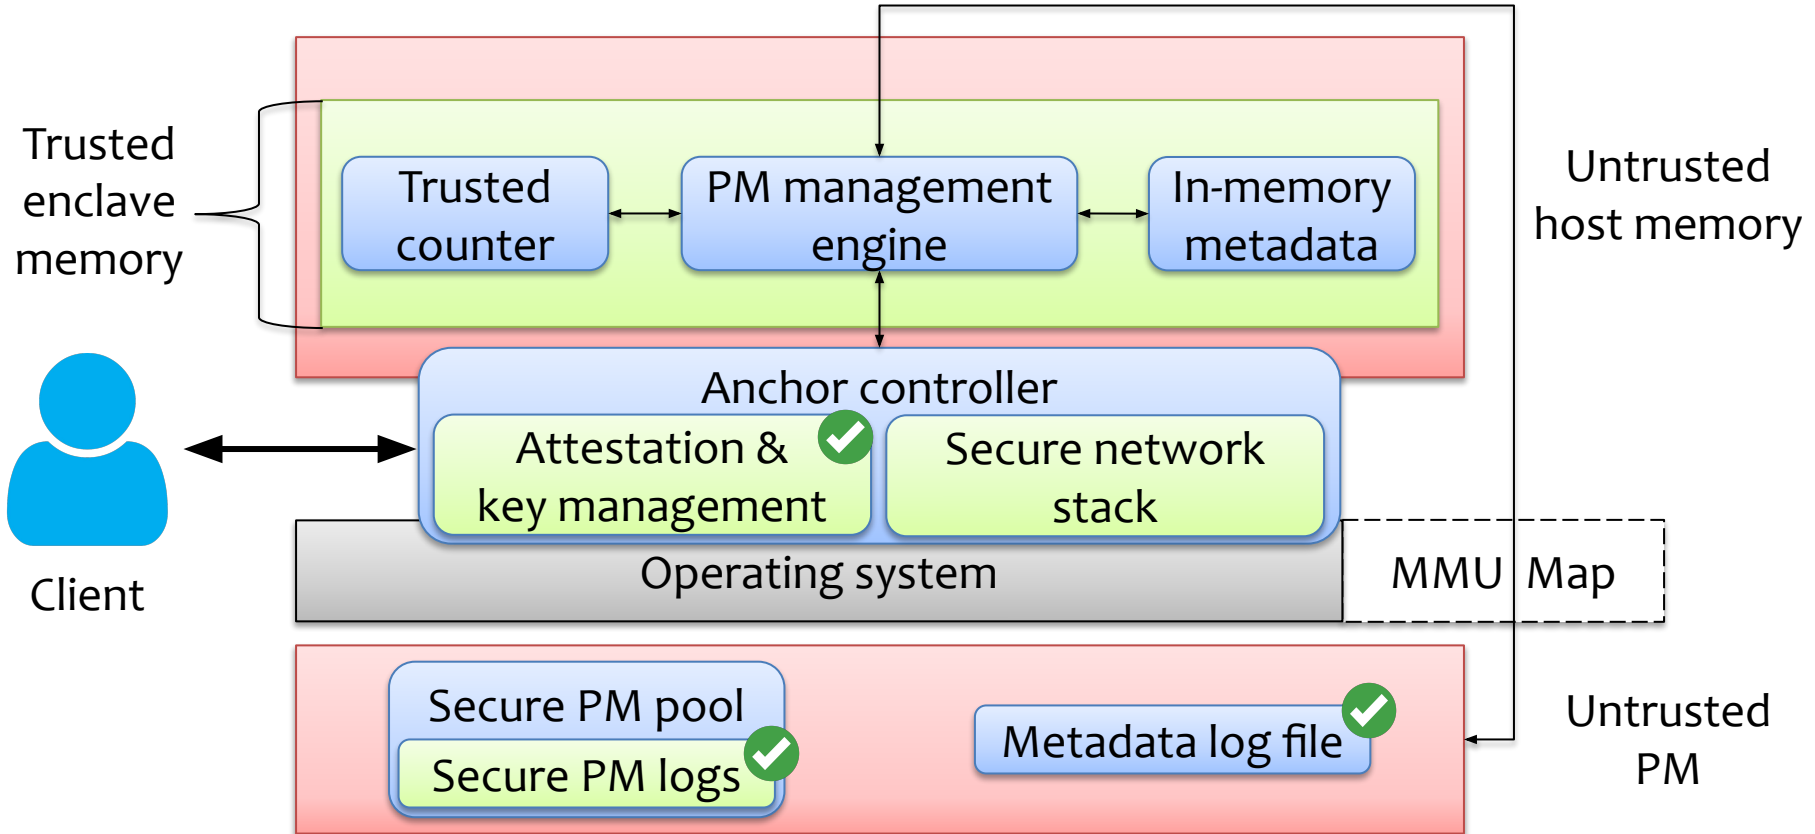 Trusted
enclave
memory
Trusted
counter
PM management
engine
In-memory
metadata
Untrusted
host memory
Anchor controller
Attestation &
key management
Secure network
stack
Client
Operating system
MMU Map
Secure PM pool
Secure PM logs
Metadata log file
Untrusted
PM